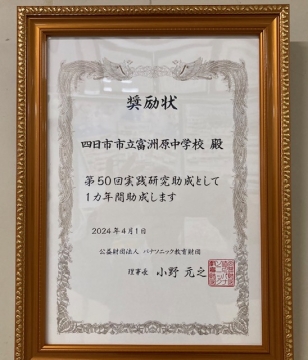 奨励状
四日市市立富洲原中学校 殿
第50回実践研究助成として
1カ年間助成します
2024年4月1日
公益財団法人 パナソニック教育財団
理事長 小野 元之